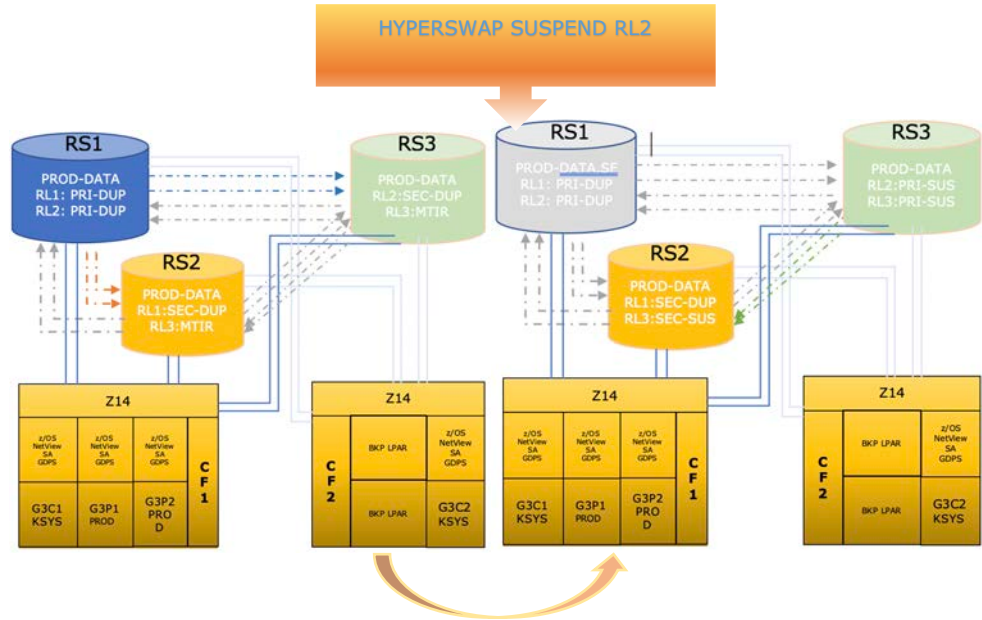 HYPERSWAP SUSPEND RL2
RS1
PROD-DATA
RL1: PRI-DUP
RL2: PRI-DUP
RS3
PROD-DATA
RL2:SEC-DUP
RL3:MTIR
RS2
PROD-DATA
RL1:SEC-DUP
RL3:MTIR
Z14
z/OS
NetView
SA
GDPS
z/OS
NetView
SA
GDPS
z/OS
NetView
SA
GDPS
C
F
1
G3C1
KSYS
G3P1
PROD
G3P2
PRO
D
Z14
C
F
2
BKP LPAR
z/OS
NetView
SA
GDPS
BKP LPAR
G3C2
KSYS
RS1
PROD-DATA.SF
RL1: PRI-DUP
RL2: PRI-DUP
RS3
PROD-DATA
RL2:PRI-SUS
RL3:PRI-SUS
RS2
PROD-DATA
RL1:SEC-DUP
RL3:SEC-SUS
Z14
z/OS
NetView
SA
GDPS
z/OS
NetView
SA
GDPS
z/OS
NetView
SA
GDPS
C
F
1
G3C1
KSYS
G3P1
PROD
G3P2
PRO
D
Z14
C
F
2
BKP LPAR
z/OS
NetView
SA
GDPS
BKP LPAR
G3C2
KSYS